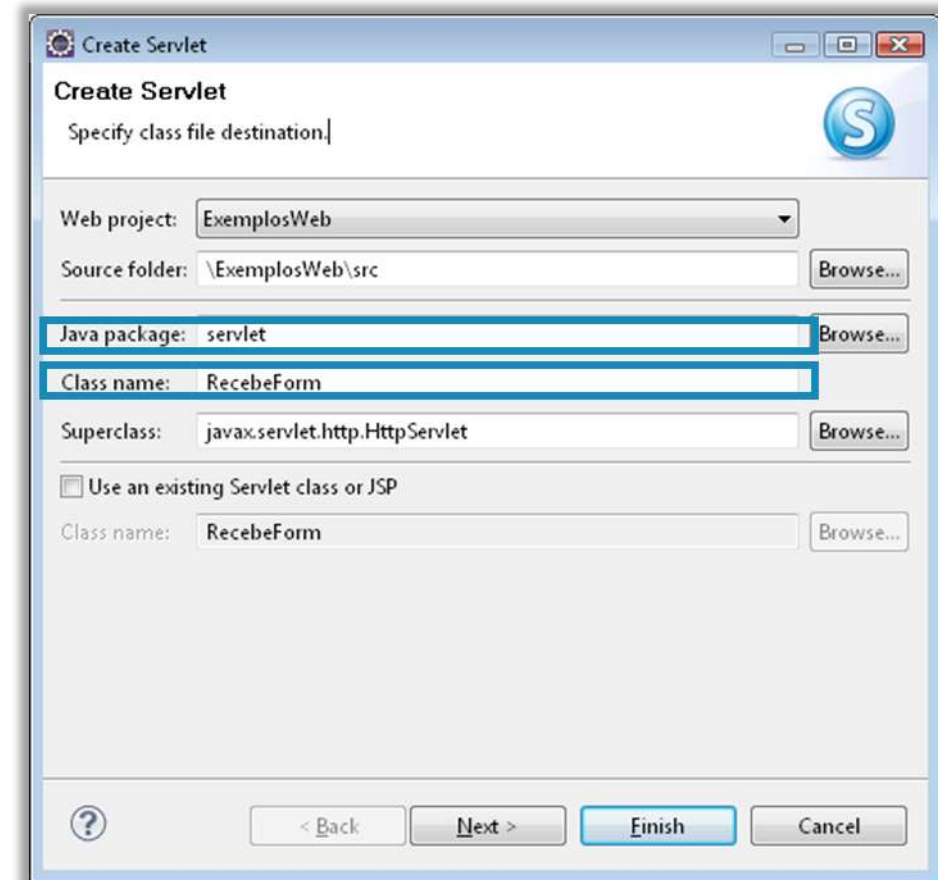 Create Servlet
Create Servlet
Specify class file destination.
Web project: ExemplosWeb
Source folder: \ExemplosWeb\src Browse...
Java package: servlet Browse...
Class name: RecebeForm
Superclass: javax.servlet.http.HttpServlet Browse...
Use an existing Servlet class or JSP
Class name: RecebeForm Browse...
? < Back Next > Finish Cancel